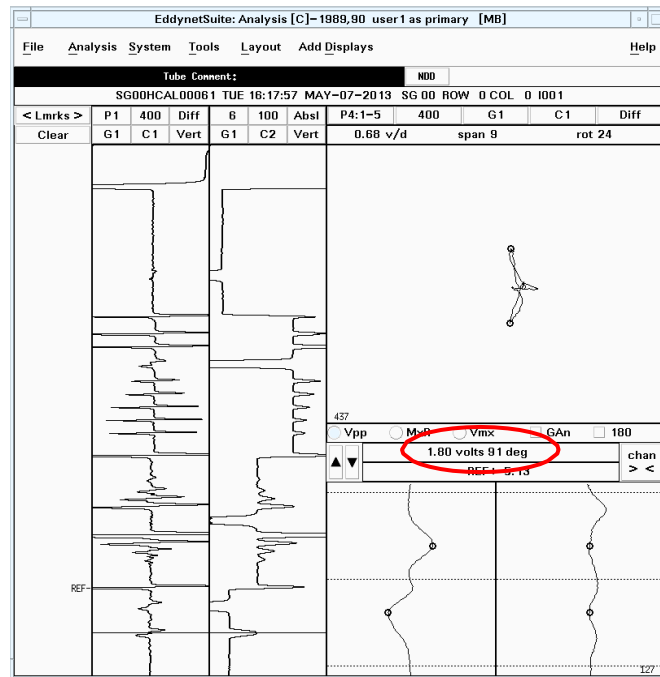 EddynetSuite: Analysis [C]-1989,90 user1 as primary [MB]
File Analysis System Tools Layout Add Displays Help
Tube Comment: NDD
SG00HCAL00061 TUE 16:17:57 MAY-07-2013 SG 00 ROW 0 COL 0 I001
< Lmrks > P1 400 Diff 6 100 Absl P4:1-5 400 G1 C1 Diff
Clear G1 C1 Vert G1 C2 Vert 0.68 v/d span 9 rot 24
437
Vpp MxR Vmx GAn 180
1.80 volts 91 deg chan
REF+ 5.13 > <
REF
127